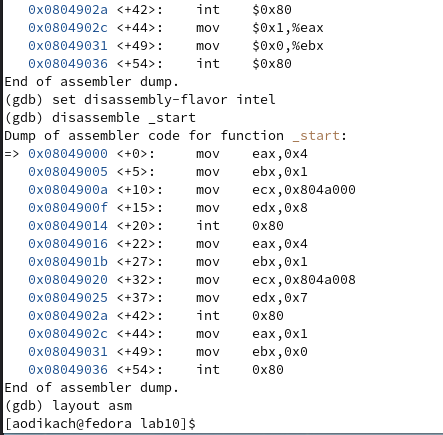 0x0804902a <+42>: int $0x80
0x0804902c <+44>: mov $0x1,%eax
0x08049031 <+49>: mov $0x0,%ebx
0x08049036 <+54>: int $0x80
End of assembler dump.
(gdb) set disassembly-flavor intel
(gdb) disassemble _start
Dump of assembler code for function _start:
=> 0x08049000 <+0>: mov eax,0x4
0x08049005 <+5>: mov ebx,0x1
0x0804900a <+10>: mov ecx,0x804a000
0x0804900f <+15>: mov edx,0x8
0x08049014 <+20>: int 0x80
0x08049016 <+22>: mov eax,0x4
0x0804901b <+27>: mov ebx,0x1
0x08049020 <+32>: mov ecx,0x804a008
0x08049025 <+37>: mov edx,0x7
0x0804902a <+42>: int 0x80
0x0804902c <+44>: mov eax,0x1
0x08049031 <+49>: mov ebx,0x0
0x08049036 <+54>: int 0x80
End of assembler dump.
(gdb) layout asm
[aodikach@fedora lab10]$